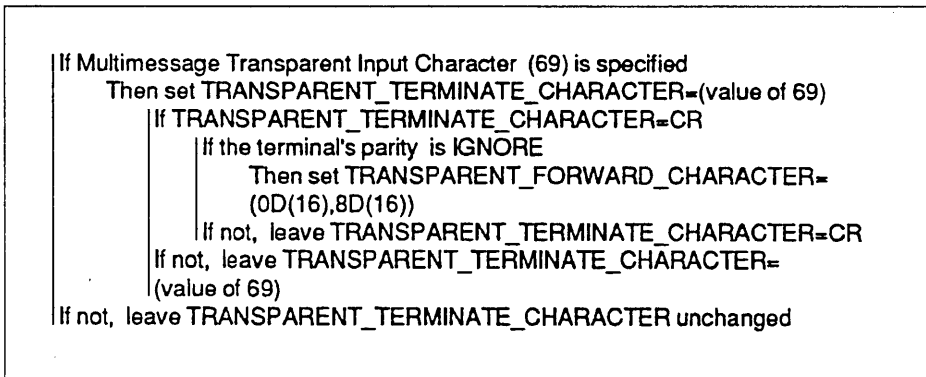 If Multimessage Transparent Input Character (69) is specified
Then set TRANSPARENT_TERMINATE_CHARACTER=(value of 69)
If TRANSPARENT_TERMINATE_CHARACTER=CR
If the terminal's parity is IGNORE
Then set TRANSPARENT_FORWARD_CHARACTER=
(0D(16),8D(16))
If not, leave TRANSPARENT_TERMINATE_CHARACTER=CR
If not, leave TRANSPARENT_TERMINATE_CHARACTER=
(value of 69)
If not, leave TRANSPARENT_TERMINATE_CHARACTER unchanged